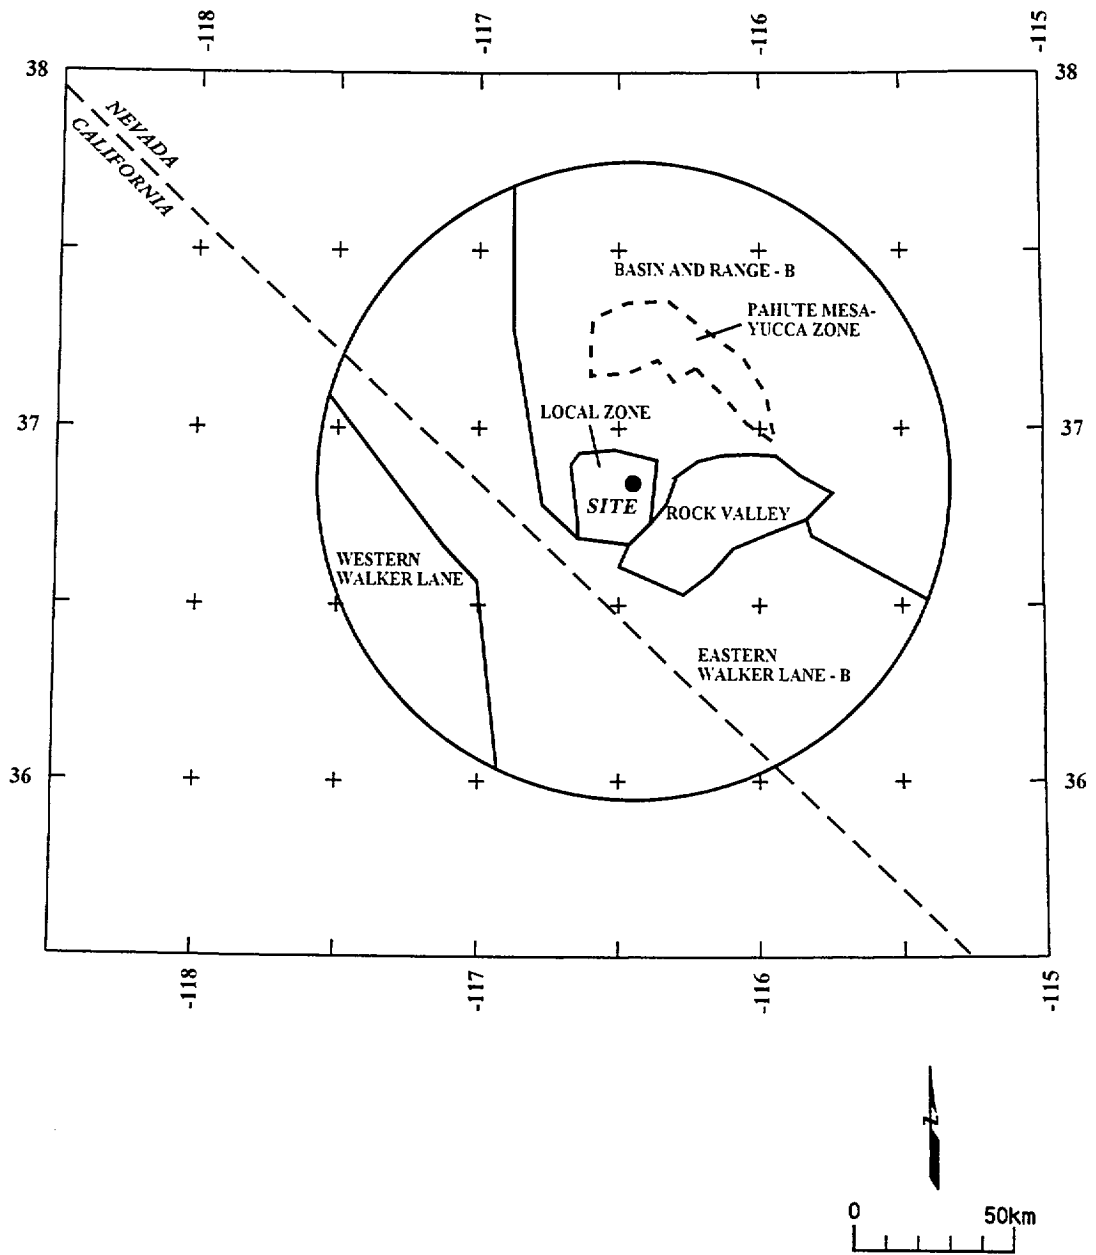 -118
-117
-116
-115
38
38
NEVADA
CALIFORNIA
BASIN AND RANGE - B
PAHUTE MESA-
YUCCA ZONE
LOCAL ZONE
37
37
SITE
ROCK VALLEY
WESTERN
WALKER LANE
EASTERN
WALKER LANE - B
36
36
-118
-117
-116
-115
N
0
50km